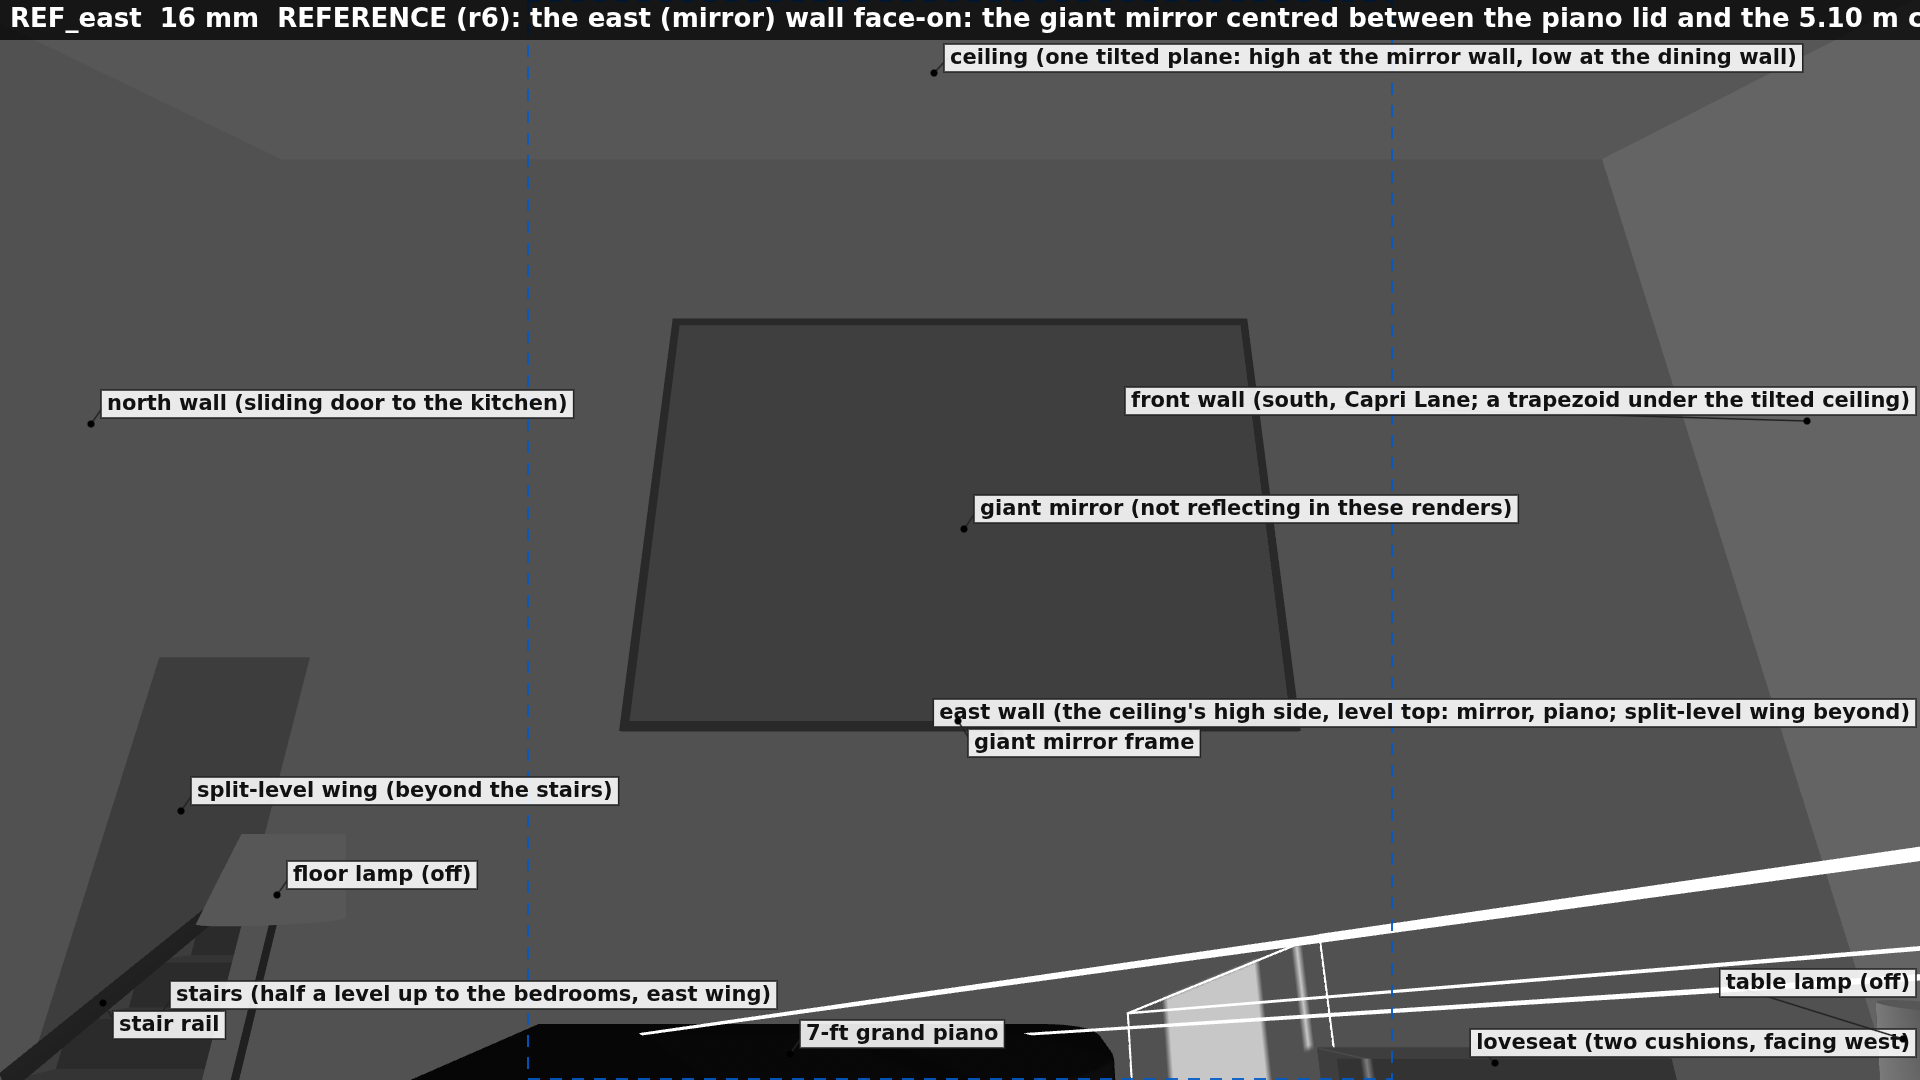 REF_east 16 mm REFERENCE (r6): the east (mirror) wall face-on: the giant mirror centred between the piano lid and the 5.10 m c
ceiling (one tilted plane: high at the mirror wall, low at the dining wall)
north wall (sliding door to the kitchen)
front wall (south, Capri Lane; a trapezoid under the tilted ceiling)
giant mirror (not reflecting in these renders)
east wall (the ceiling's high side, level top: mirror, piano; split-level wing beyond)
giant mirror frame
split-level wing (beyond the stairs)
floor lamp (off)
table lamp (off)
stairs (half a level up to the bedrooms, east wing)
stair rail
7-ft grand piano
loveseat (two cushions, facing west)